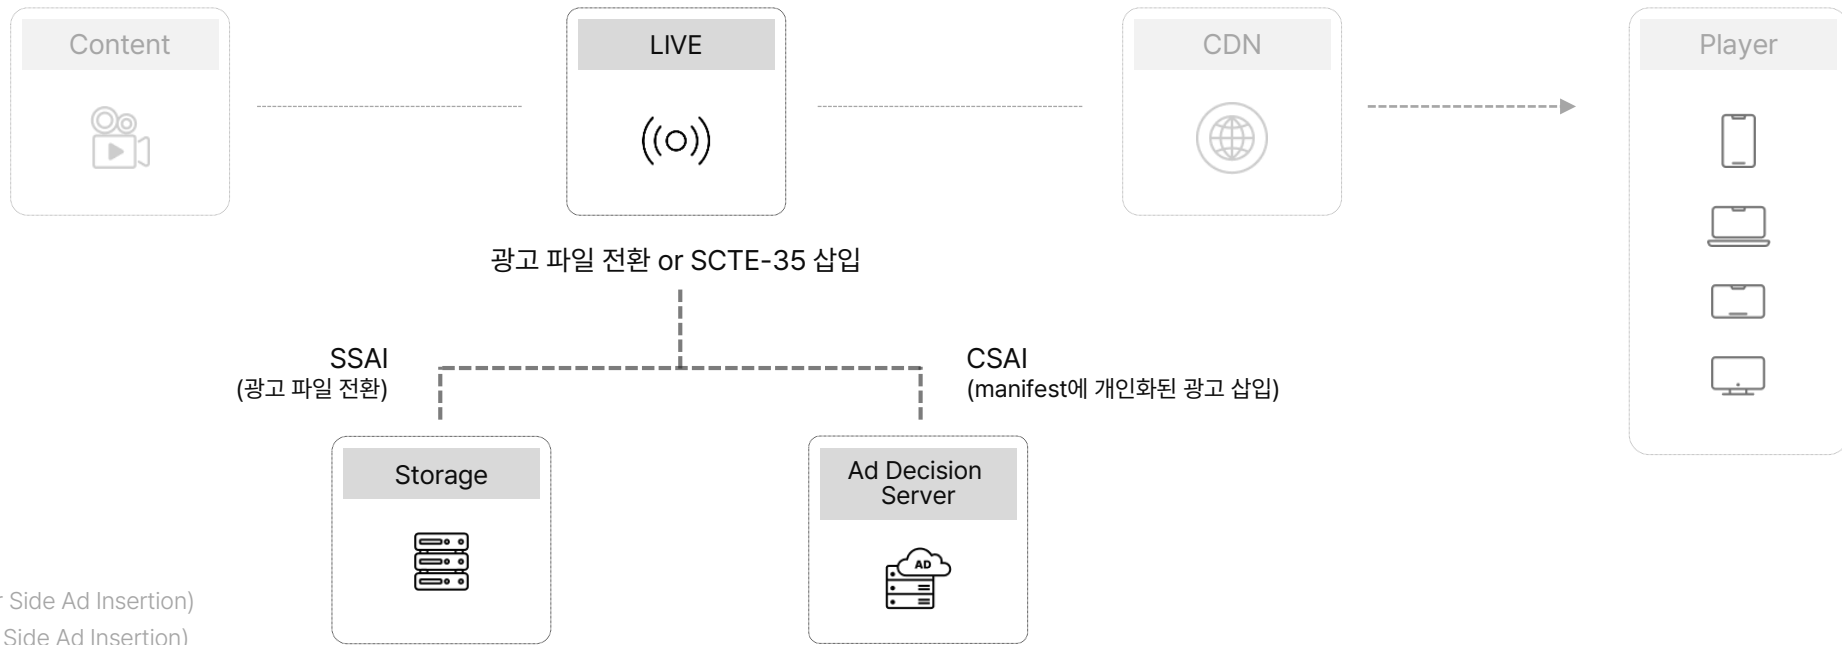 Content
LIVE
CDN
Player
광고 파일 전환 or SCTE-35 삽입
SSAI
(광고 파일 전환)
CSAI
(manifest에 개인화된 광고 삽입)
Storage
Ad Decision
Server
AD
Side Ad Insertion)
Side Ad Insertion)